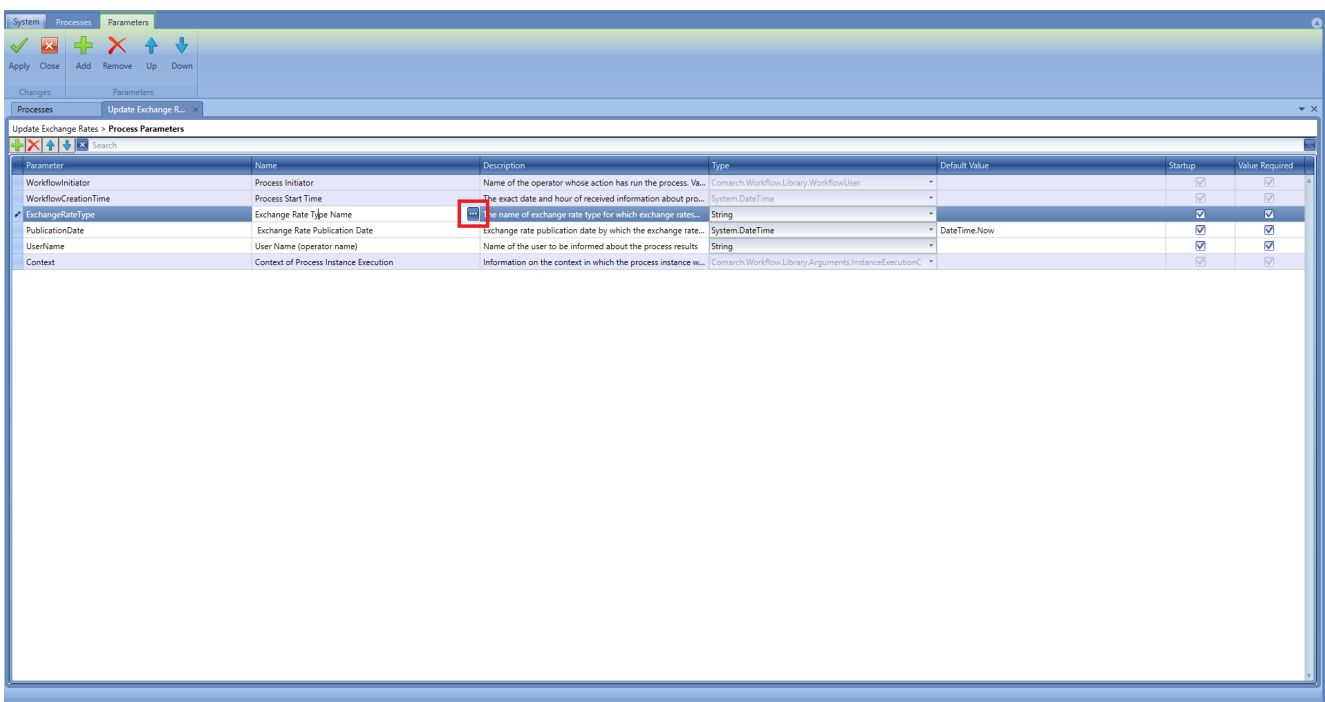 System Processes Parameters
Apply Close Add Remove Up Down
Changes Parameters
Processes Update Exchange R...
Update Exchange Rates > Process Parameters
Search
Parameter Name Description Type Default Value Startup Value Required
WorkflowInitiator Process Initiator Name of the operator whose action has run the process. Va... Comarch.Workflow.Library.WorkflowUser
WorkflowCreationTime Process Start Time The exact date and hour of received information about pro... System.DateTime
ExchangeRateType Exchange Rate Type Name The name of exchange rate type for which exchange rates... String
PublicationDate Exchange Rate Publication Date Exchange rate publication date by which the exchange rate... System.DateTime DateTime.Now
UserName User Name (operator name) Name of the user to be informed about the process results String
Context Context of Process Instance Execution Information on the context in which the process instance w... Comarch.Workflow.Library.Arguments.InstanceExecutionC